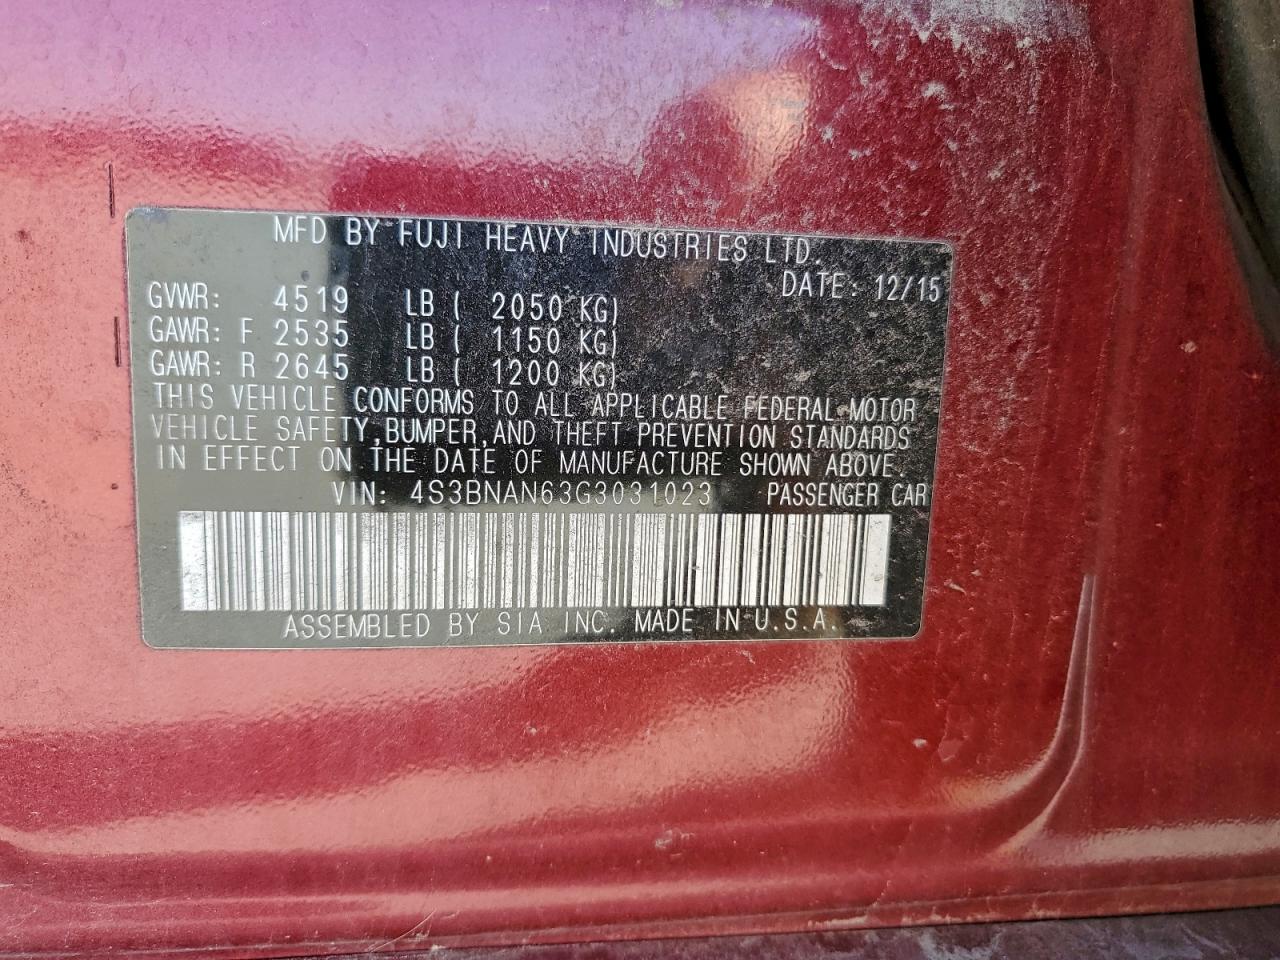 MFD BY FUJI HEAVY INDUSTRIES LTD.
DATE: 12/15
GVWR: 4519 LB ( 2050 KG)
GAWR: F 2535 LB ( 1150 KG)
GAWR: R 2645 LB ( 1200 KG)
THIS VEHICLE CONFORMS TO ALL APPLICABLE FEDERAL MOTOR
VEHICLE SAFETY,BUMPER,AND THEFT PREVENTION STANDARDS
IN EFFECT ON THE DATE OF MANUFACTURE SHOWN ABOVE.
VIN: 4S3BNAN63G3031023 PASSENGER CAR
ASSEMBLED BY SIA INC. MADE IN U.S.A.